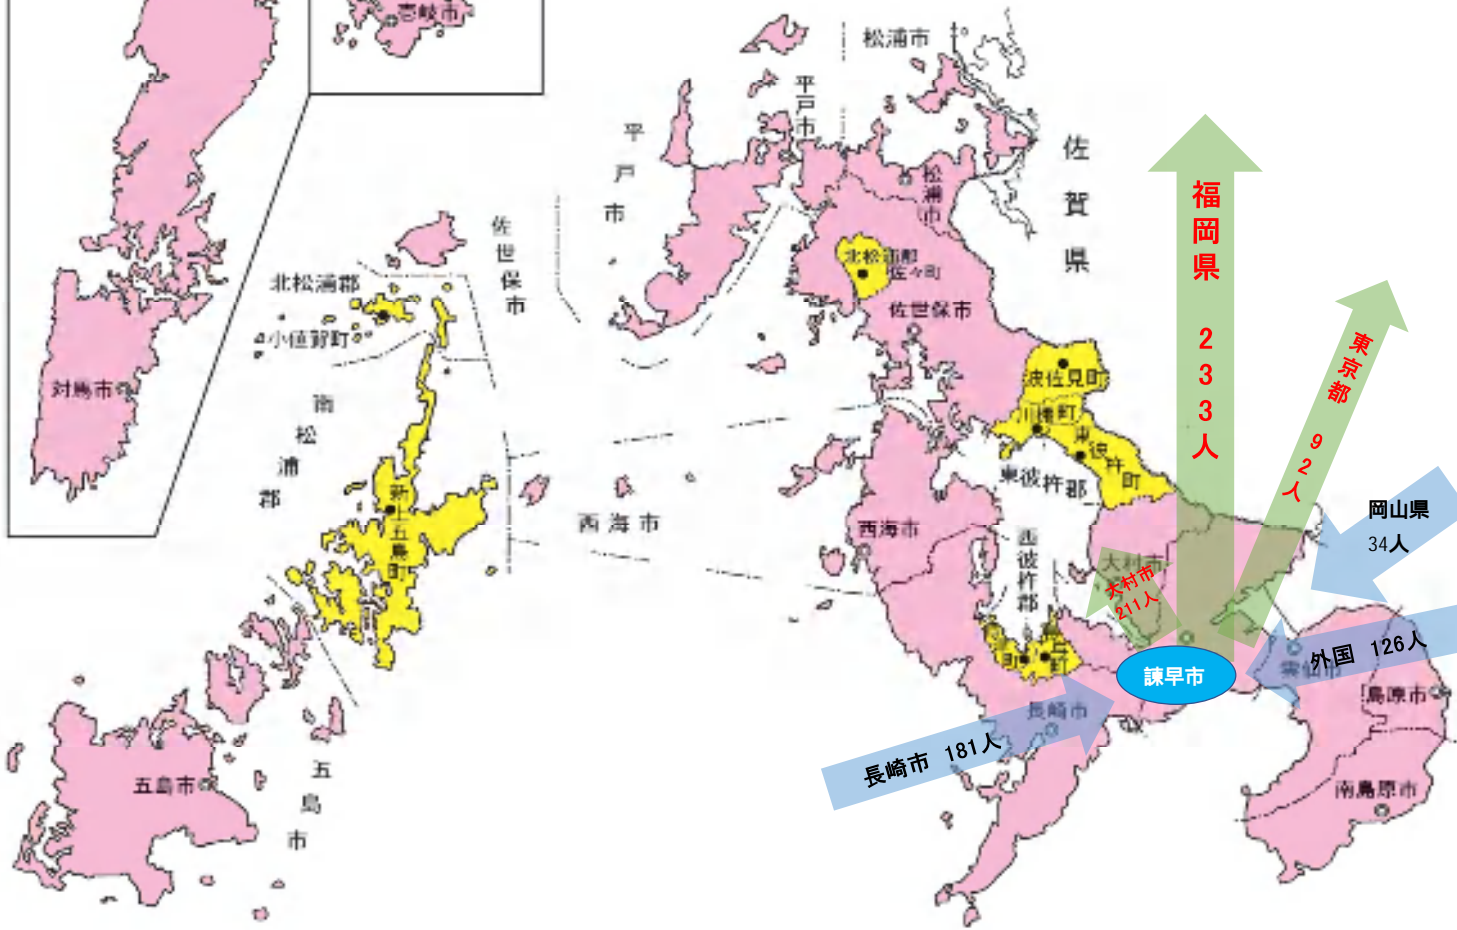 壱岐市
対馬市
松浦市
平戸市
平戸市
松浦市
佐賀県
佐世保市
北松浦郡
小値賀町
南松浦郡
新上五島町
北松浦郡
佐々町
佐世保市
波佐見町
川棚町
東彼杵町
東彼杵郡
西海市
西海市
西彼杵郡
大村市
大村市
211人
福岡県 233人
東京都 92人
岡山県
34人
外国 126人
雲仙市
島原市
南島原市
諫早市
長崎市
長崎市 181人
五島市
五島市